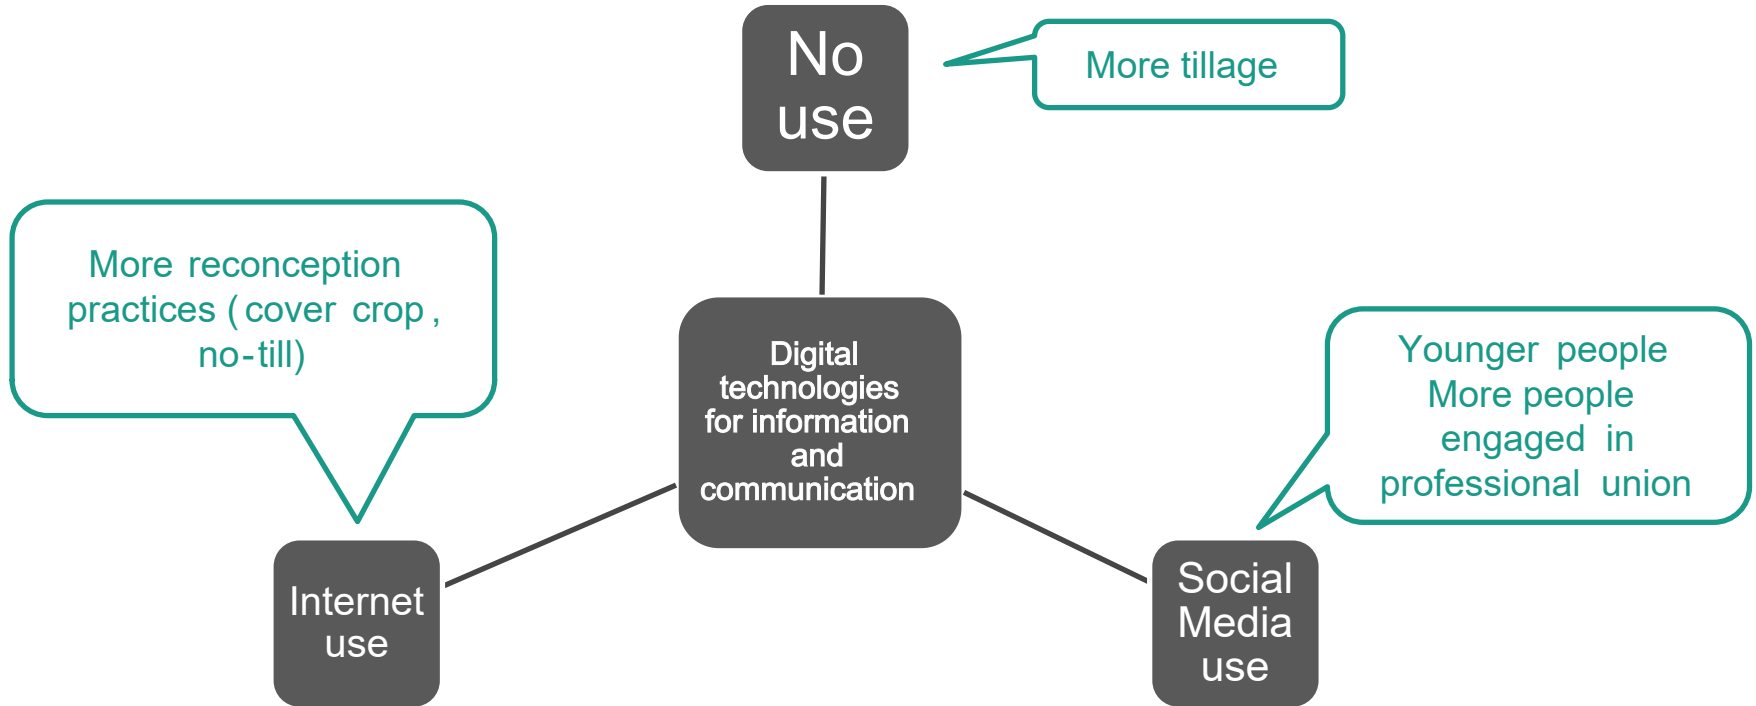 No
use
More tillage
More reconception
practices ( cover crop ,
no-till)
Digital
technologies
for information
and
communication
Younger people
More people
engaged in
professional union
Internet
use
Social
Media
use